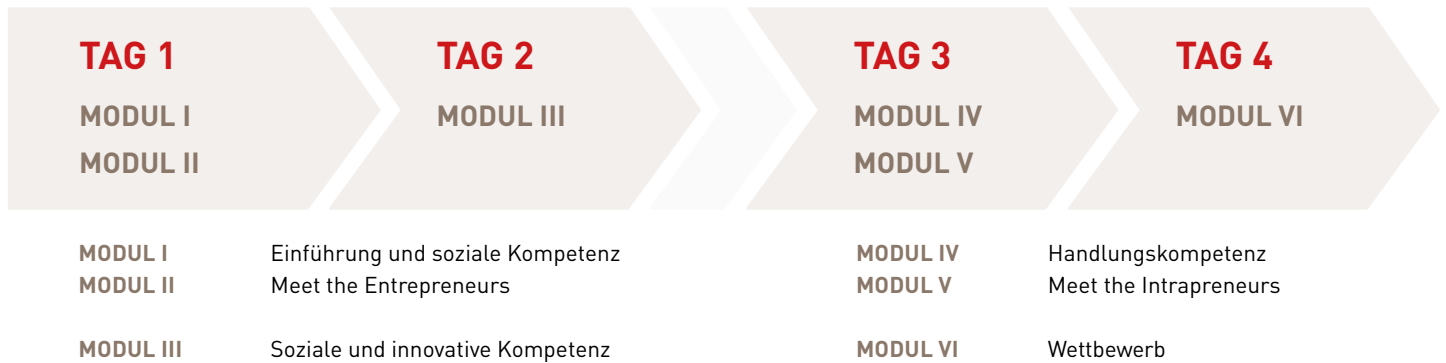 TAG 1
MODUL I
MODUL II
TAG 2
MODUL III
TAG 3
MODUL IV
MODUL V
TAG 4
MODUL VI
MODUL I Einführung und soziale Kompetenz
MODUL II Meet the Entrepreneurs
MODUL III Soziale und innovative Kompetenz
MODUL IV Handlungskompetenz
MODUL V Meet the Intrapreneurs
MODUL VI Wettbewerb